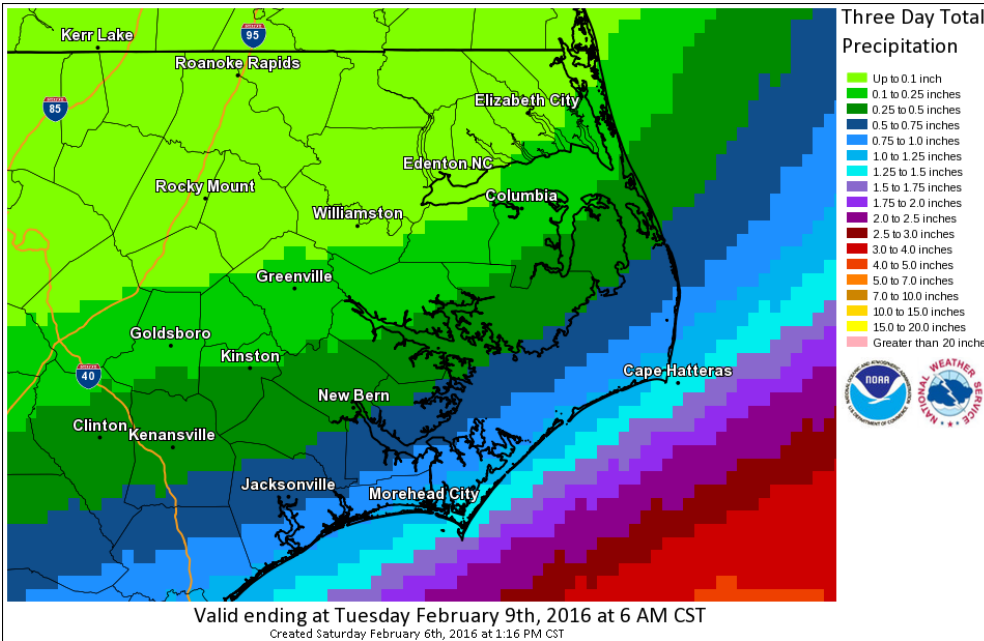 Three Day Total
Precipitation
Up to 0.1 inch
0.1 to 0.25 inches
0.25 to 0.5 inches
0.5 to 0.75 inches
0.75 to 1.0 inches
1.0 to 1.25 inches
1.25 to 1.5 inches
1.5 to 1.75 inches
1.75 to 2.0 inches
2.0 to 2.5 inches
2.5 to 3.0 inches
3.0 to 4.0 inches
4.0 to 5.0 inches
5.0 to 7.0 inches
7.0 to 10.0 inches
10.0 to 15.0 inches
15.0 to 20.0 inches
Greater than 20 inche
NOAA
NATIONAL WEATHER SERVICE
Kerr Lake
95
Roanoke Rapids
85
Elizabeth City
Edenton NC
Rocky Mount
Columbia
Williamston
Greenville
Goldsboro
Kinston
40
Cape Hatteras
New Bern
Clinton
Kenansville
Jacksonville
Morehead City
Valid ending at Tuesday February 9th, 2016 at 6 AM CST
Created Saturday February 6th, 2016 at 1:16 PM CST